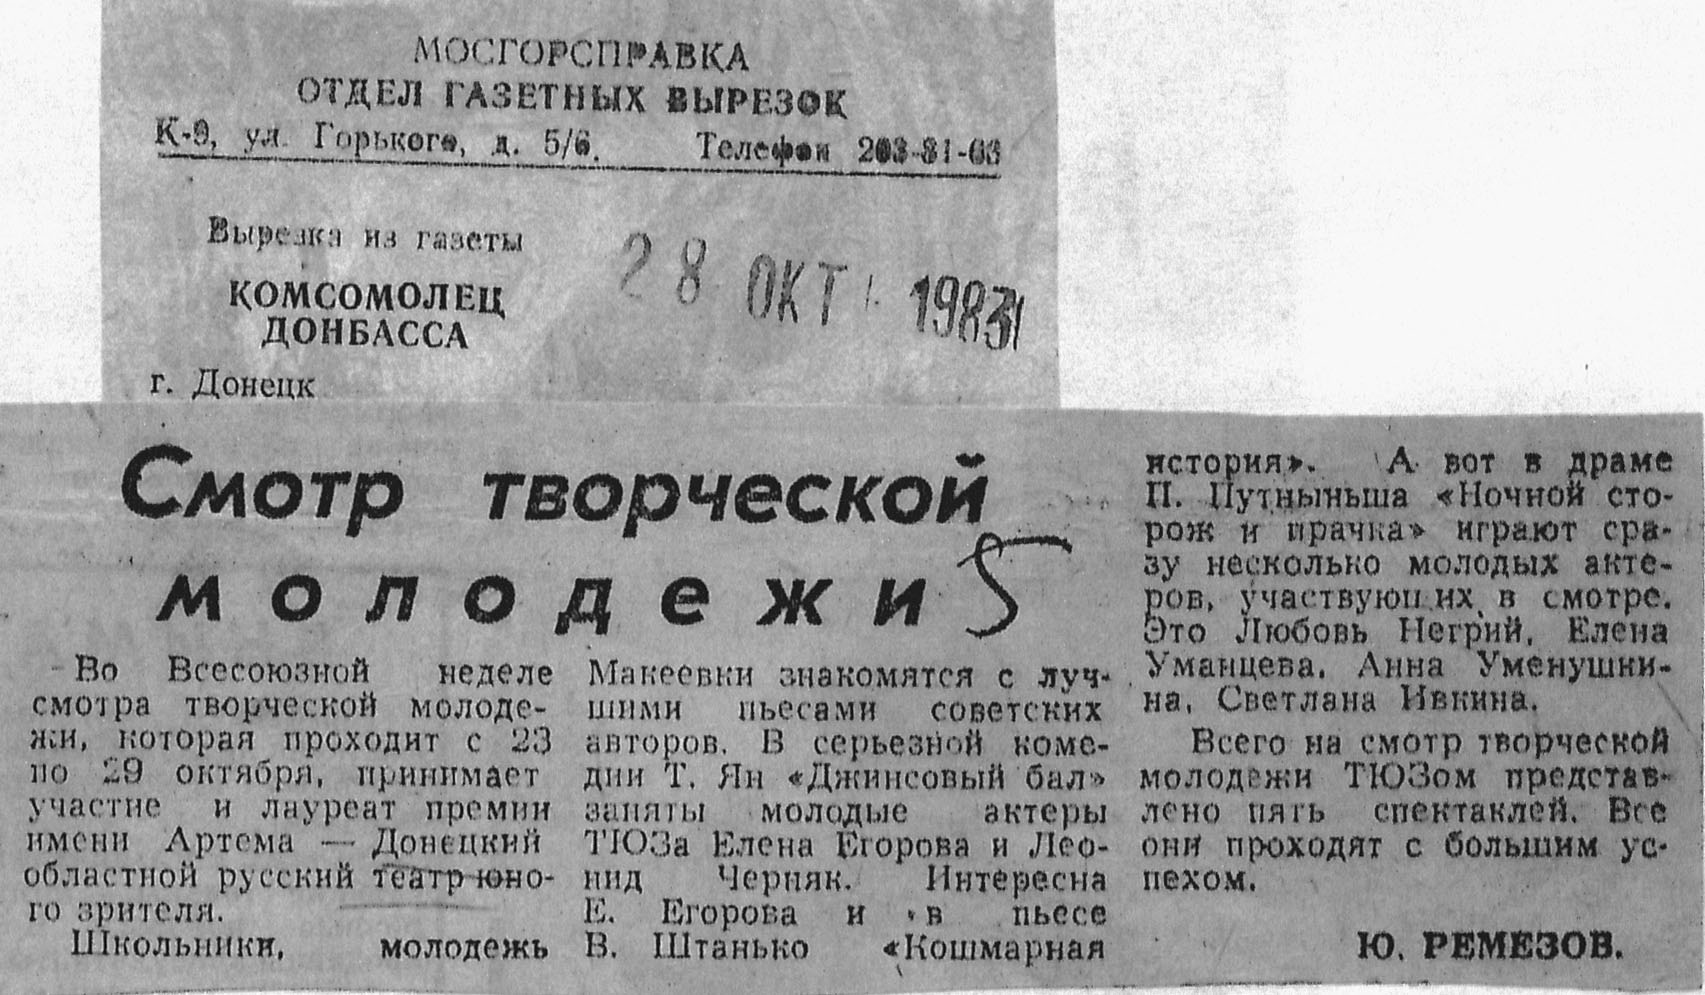 МОСГОРСПРАВКА
ОТДЕЛ ГАЗЕТНЫХ ВЫРЕЗОК
К-9, ул. Горького, д. 5/6. Телефон 203-81-63
Вырезка из газеты
КОМСОМОЛЕЦ
ДОНБАССА
г. Донецк
28 ОКТ 1983
Смотр творческой
молодежи
Во Всесоюзной неделе
смотра творческой молоде-
жи, которая проходит с 23
по 29 октября, принимает
участие и лауреат премии
имени Артема — Донецкий
областной русский театр юно-
го зрителя.
Школьники, молодежь
Макеевки знакомятся с луч-
шими пьесами советских
авторов. В серьезной коме-
дии Т. Ян «Джинсовый бал»
заняты молодые актеры
ТЮЗа Елена Егорова и Лео-
нид Черняк. Интересна
Е. Егорова и в пьесе
В. Штанько «Кошмарная
история». А вот в драме
П. Путныньша «Ночной сто-
рож и прачка» играют сра-
зу несколько молодых акте-
ров, участвующих в смотре.
Это Любовь Негрий, Елена
Уманцева, Анна Уменушки-
на, Светлана Ивкина.
Всего на смотр творческой
молодежи ТЮЗом представ-
лено пять спектаклей. Все
они проходят с большим ус-
пехом.
Ю. РЕМЕЗОВ.